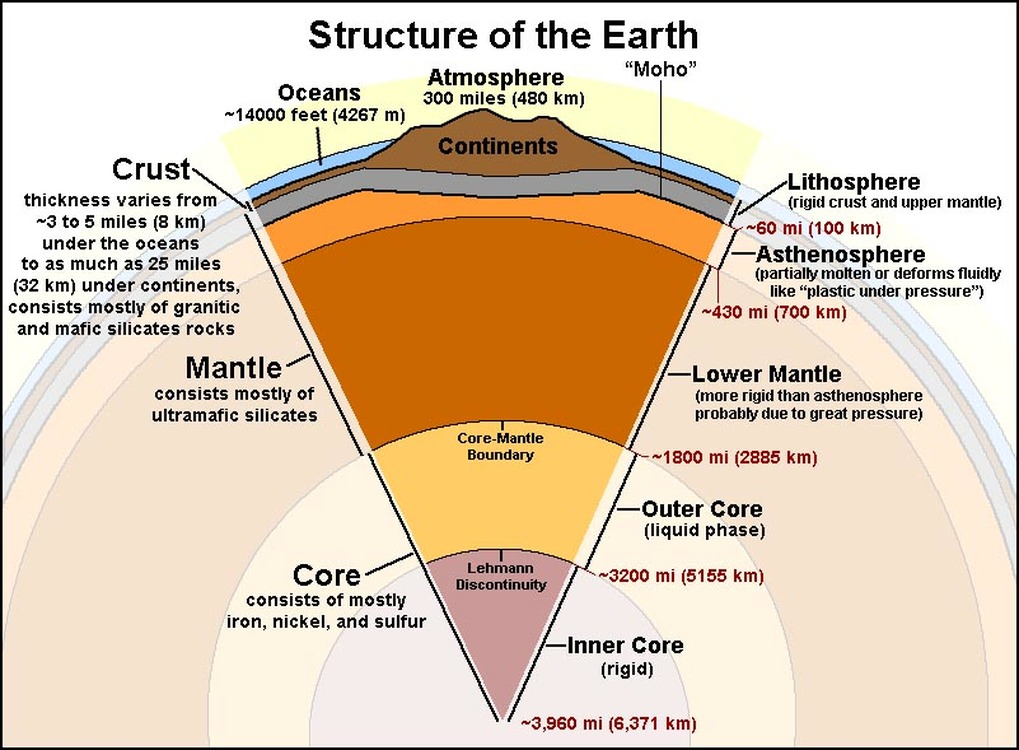 Structure of the Earth
Atmosphere
300 miles (480 km)
"Moho"
Oceans
~14000 feet (4267 m)
Continents
Crust
thickness varies from
~3 to 5 miles (8 km)
under the oceans
to as much as 25 miles
(32 km) under continents,
consists mostly of granitic
and mafic silicates rocks
Lithosphere
(rigid crust and upper mantle)
~60 mi (100 km)
Asthenosphere
(partially molten or deforms fluidly
like "plastic under pressure")
~430 mi (700 km)
Mantle
consists mostly of
ultramafic silicates
Lower Mantle
(more rigid than asthenosphere
probably due to great pressure)
Core-Mantle
Boundary
~1800 mi (2885 km)
Outer Core
(liquid phase)
Lehmann
Discontinuity
~3200 mi (5155 km)
Core
consists of mostly
iron, nickel, and sulfur
Inner Core
(rigid)
~3,960 mi (6,371 km)